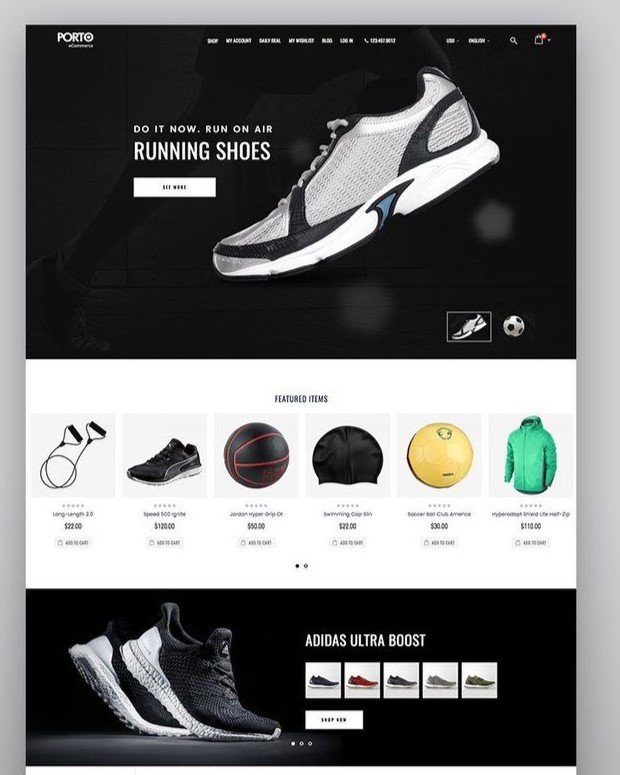 PORTO
eCommerce
SHOP MY ACCOUNT DAILY DEAL MY WISHLIST BLOG LOG IN 123.457.9012 USD ENGLISH
DO IT NOW. RUN ON AIR
RUNNING SHOES
SEE MORE
FEATURED ITEMS
Long-Length 2.0 Speed 500 Ignite Jordan Hyper Grip Ot Swimming Cap Slin Soccer Ball Club America Hyperadapt Shield Lite Half-Zip
$22.00 $120.00 $50.00 $22.00 $30.00 $110.00
ADD TO CART ADD TO CART ADD TO CART ADD TO CART ADD TO CART ADD TO CART
ADIDAS ULTRA BOOST
SHOP NOW